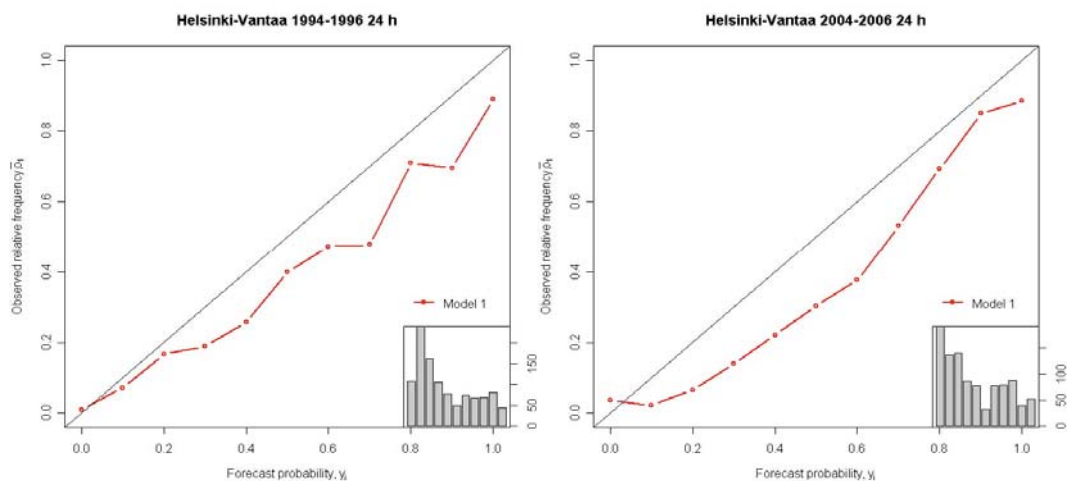 Helsinki-Vantaa 1994-1996 24 h
Observed relative frequency, ō₁
1.0
0.8
0.6
0.4
0.2
0.0
Model 1
150
50
0
0.0 0.2 0.4 0.6 0.8 1.0
Forecast probability, yᵢ
Helsinki-Vantaa 2004-2006 24 h
Observed relative frequency, ō₁
1.0
0.8
0.6
0.4
0.2
0.0
Model 1
100
50
0
0.0 0.2 0.4 0.6 0.8 1.0
Forecast probability, yᵢ